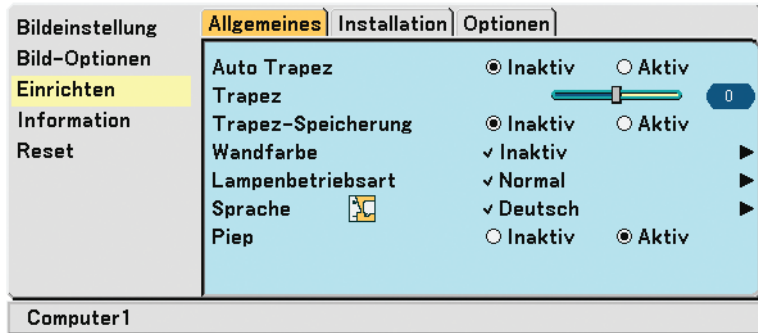 Bildeinstellung
Bild-Optionen
Einrichten
Information
Reset
Allgemeines Installation Optionen
Auto Trapez Inaktiv Aktiv
Trapez 0
Trapez-Speicherung Inaktiv Aktiv
Wandfarbe Inaktiv
Lampenbetriebsart Normal
Sprache Deutsch
Piep Inaktiv Aktiv
Computer1